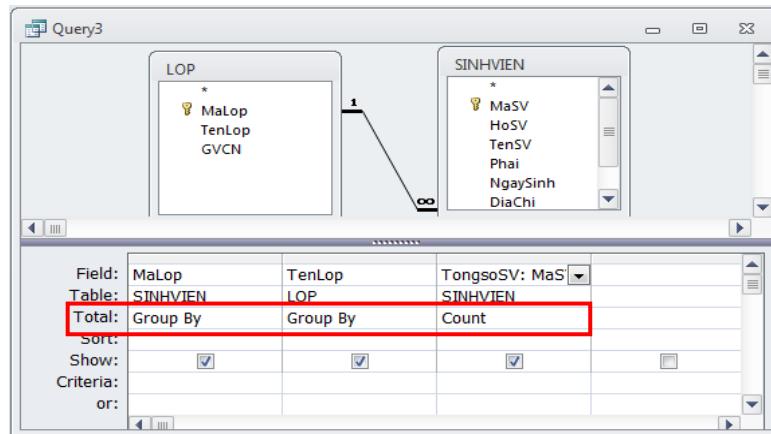 Query3
LOP
*
MaLop
TenLop
GVCN
1
∞
SINHVIEN
*
MaSV
HoSV
TenSV
Phai
NgaySinh
DiaChi
Field: MaLop TenLop TongsoSV: MaS
Table: SINHVIEN LOP SINHVIEN
Total: Group By Group By Count
Sort:
Show:
Criteria:
or: